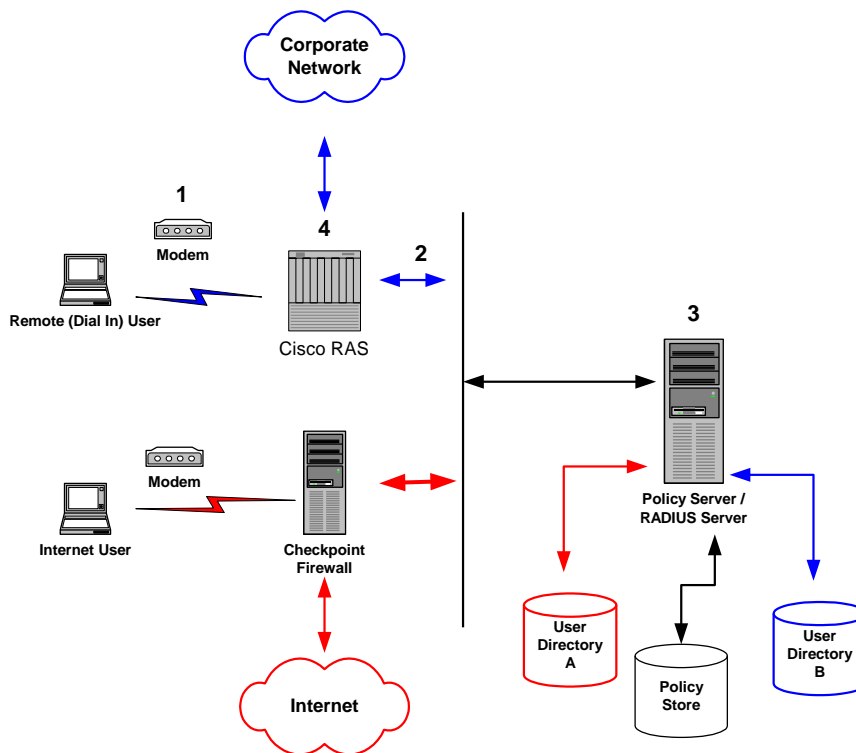 Corporate
Network
1
Modem
4
2
Remote (Dial In) User
Cisco RAS
3
Modem
Internet User
Checkpoint
Firewall
Policy Server /
RADIUS Server
User
Directory
A
Policy
Store
User
Directory
B
Internet